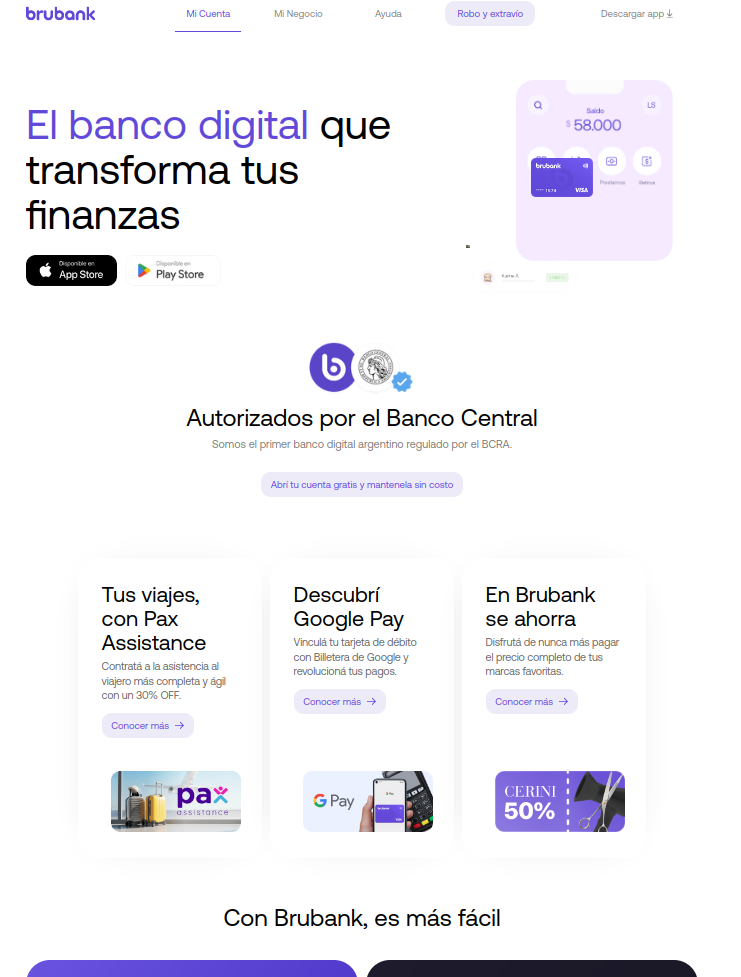 brubank
Mi Cuenta
Mi Negocio
Ayuda
Robo y extravío
Descargar app
El banco digital que
transforma tus
finanzas
Disponible en
App Store
Disponible en
Play Store
LS
Saldo
$ 58.000
brubank
VISA
Préstamos
Autorizados por el Banco Central
Somos el primer banco digital argentino regulado por el BCRA.
Abrí tu cuenta gratis y mantenela sin costo
Tus viajes,
con Pax
Assistance
Contratá a la asistencia al
viajero más completa y ágil
con un 30% OFF.
Conocer más
pax
assistance
Descubrí
Google Pay
Vinculá tu tarjeta de débito
con Billetera de Google y
revolucioná tus pagos.
Conocer más
G Pay
En Brubank
se ahorra
Disfrutá de nunca más pagar
el precio completo de tus
marcas favoritas.
Conocer más
CERINI
50%
Con Brubank, es más fácil